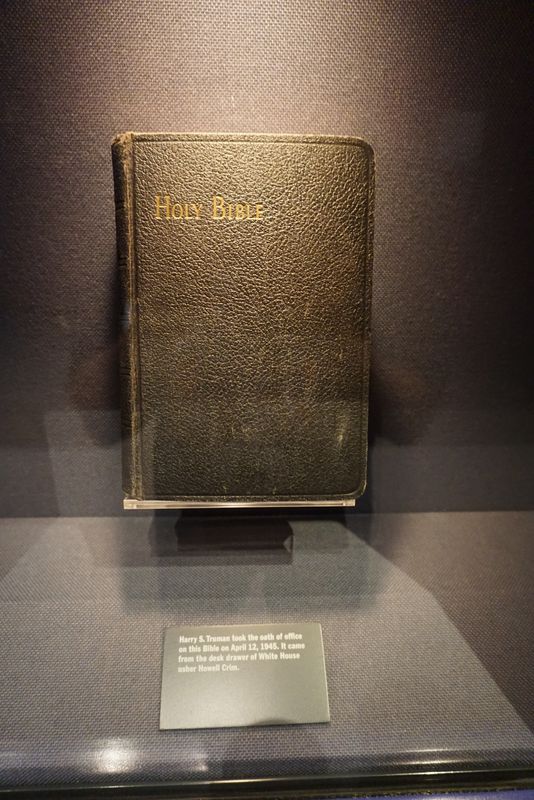 HOLY BIBLE
Harry S. Truman took the oath of office
on this Bible on April 12, 1945. It came
from the desk drawer of White House
usher Howell Crim.